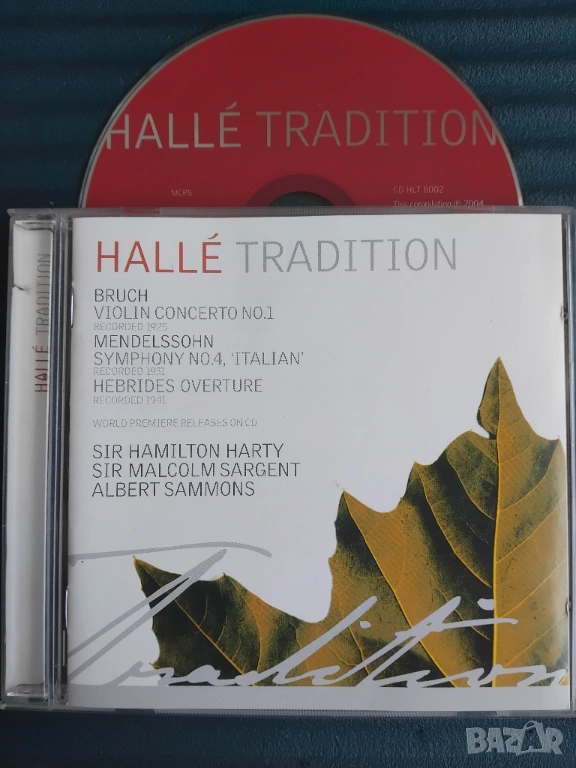 HALLÉ TRADITION
MCPS
CD HLT 8002
This compilation ℗ 2004
HALLÉ TRADITION
HALLÉ TRADITION
BRUCH
VIOLIN CONCERTO NO.1
RECORDED 1925
MENDELSSOHN
SYMPHONY NO.4, 'ITALIAN'
RECORDED 1931
HEBRIDES OVERTURE
RECORDED 1941
WORLD PREMIERE RELEASES ON CD
SIR HAMILTON HARTY
SIR MALCOLM SARGENT
ALBERT SAMMONS
Tradition
BAZAR